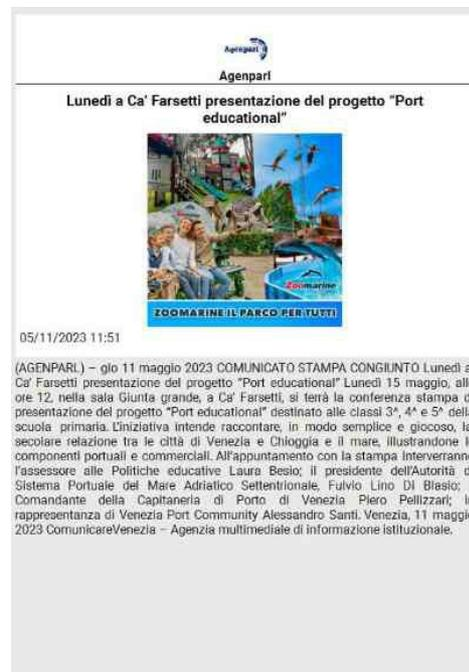 Agenparl
Agenparl
Lunedì a Ca' Farsetti presentazione del progetto "Port
educational"
Zoomarine
ZOOMARINE IL PARCO PER TUTTI
05/11/2023 11:51
(AGENPARL) – gio 11 maggio 2023 COMUNICATO STAMPA CONGIUNTO Lunedì a
Ca' Farsetti presentazione del progetto "Port educational" Lunedì 15 maggio, all
ore 12, nella sala Giunta grande, a Ca' Farsetti, si terrà la conferenza stampa d
presentazione del progetto "Port educational" destinato alle classi 3^, 4^ e 5^ della
scuola primaria. L'iniziativa intende raccontare, in modo semplice e giocoso, la
secolare relazione tra le città di Venezia e Chioggia e il mare, illustrandone l
componenti portuali e commerciali. All'appuntamento con la stampa interverranno
l'assessore alle Politiche educative Laura Besio; il presidente dell'Autorità d
Sistema Portuale del Mare Adriatico Settentrionale, Fulvio Lino Di Blasio;
Comandante della Capitaneria di Porto di Venezia Piero Pellizzari; i
rappresentanza di Venezia Port Community Alessandro Santi. Venezia, 11 maggio
2023 ComunicareVenezia – Agenzia multimediale di informazione istituzionale.